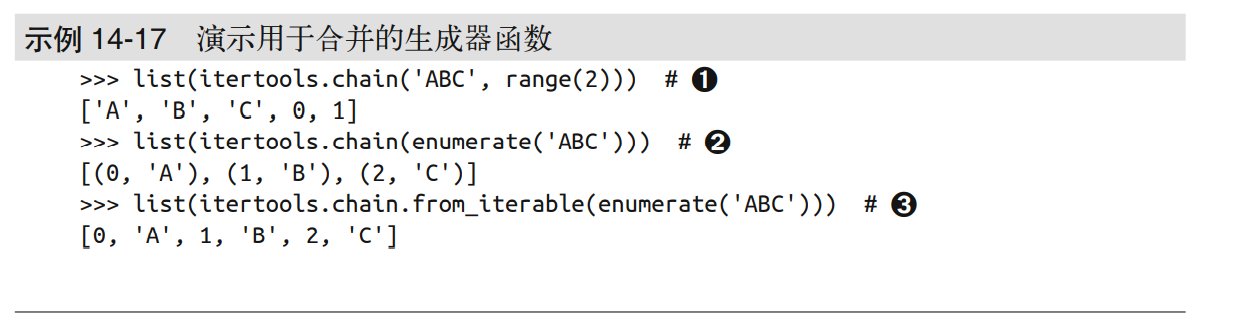 示例 14-17 演示用于合并的生成器函数
>>> list(itertools.chain('ABC', range(2))) # ❶
['A', 'B', 'C', 0, 1]
>>> list(itertools.chain(enumerate('ABC'))) # ❷
[(0, 'A'), (1, 'B'), (2, 'C')]
>>> list(itertools.chain.from_iterable(enumerate('ABC'))) # ❸
[0, 'A', 1, 'B', 2, 'C']